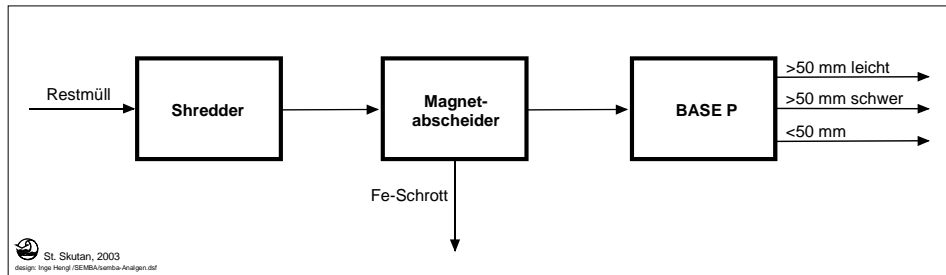 Restmüll
Shredder
Magnet-
abscheider
Fe-Schrott
BASE P
>50 mm leicht
>50 mm schwer
<50 mm
St. Skutan, 2003
design: Inge Hengl /SEMBA/semba-Analgen.dsf